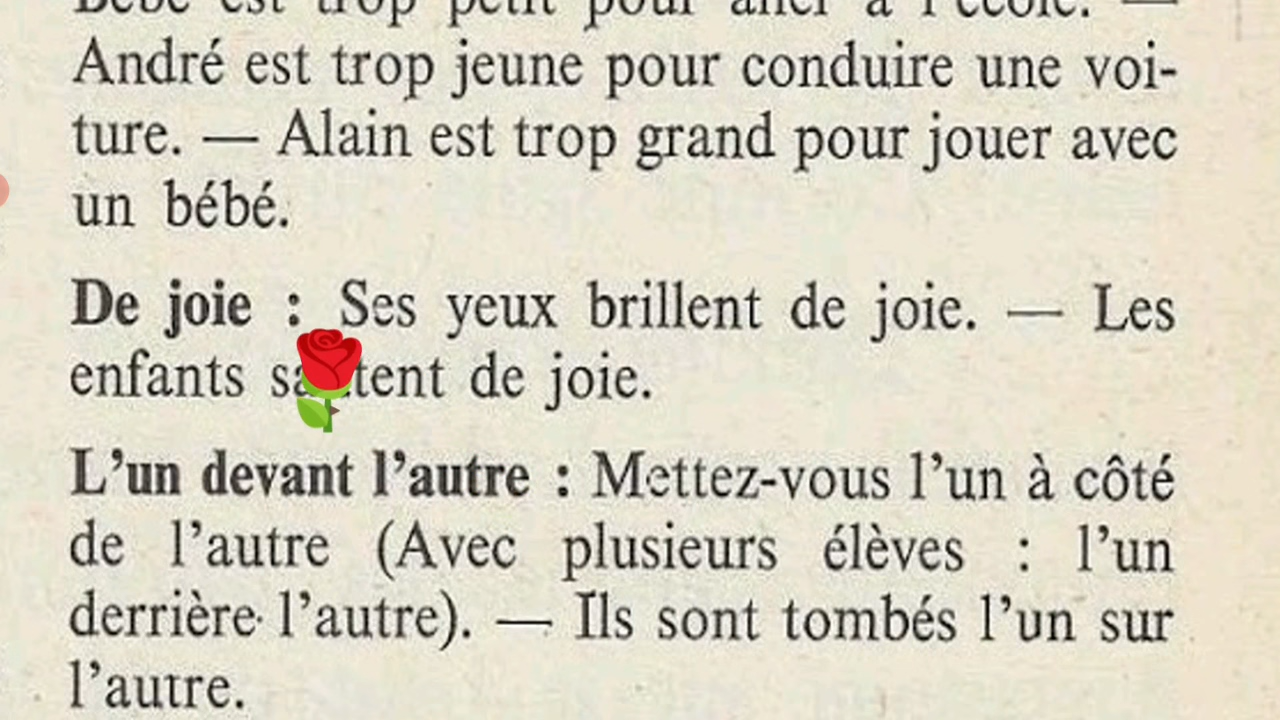 André est trop jeune pour conduire une voi-
ture. — Alain est trop grand pour jouer avec
un bébé.
De joie : Ses yeux brillent de joie. — Les
enfants de joie.
L'un devant l'autre : Mettez-vous l'un à côté
de l'autre (Avec plusieurs élèves : l'un
derrière l'autre). — Ils sont tombés l'un sur
l'autre.